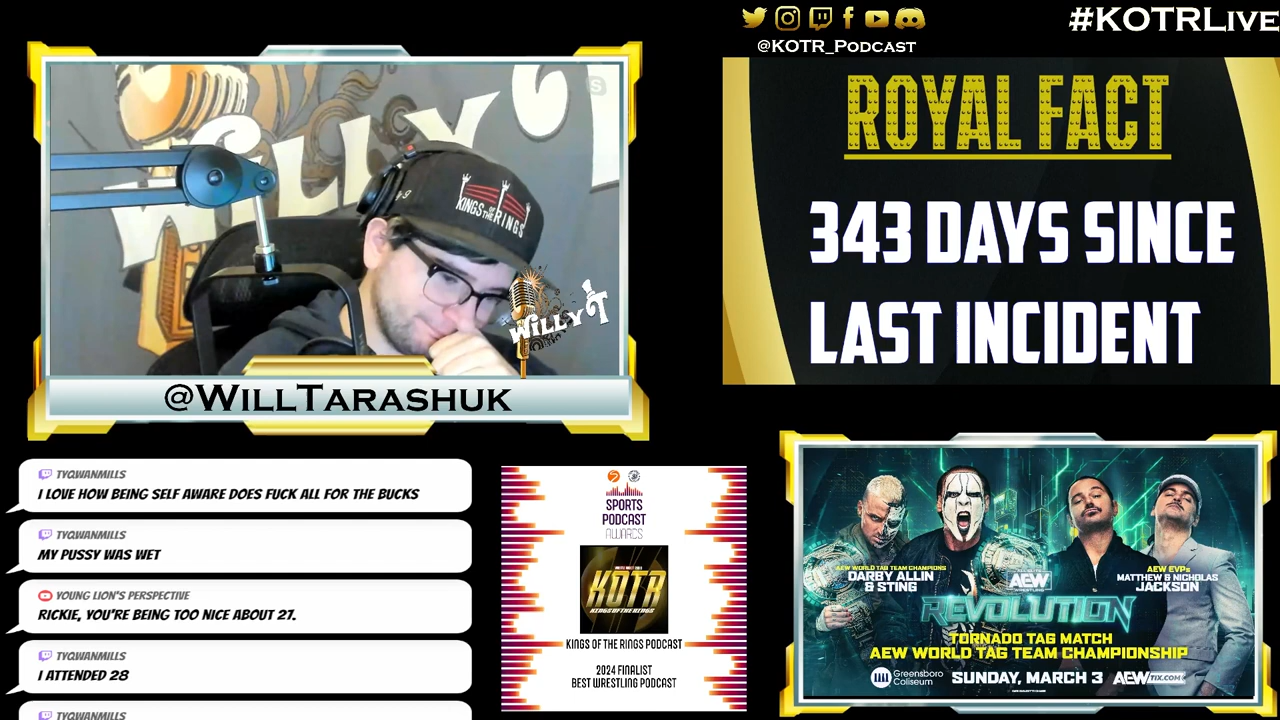 #KOTRLive
@KOTR_Podcast
WILLY T
KINGS OF THE RINGS
WILLY T
@WillTarashuk
ROYAL FACT
343 DAYS SINCE
LAST INCIDENT
TYQWANMILLS
I LOVE HOW BEING SELF AWARE DOES FUCK ALL FOR THE BUCKS
TYQWANMILLS
MY PUSSY WAS WET
YOUNG LION'S PERSPECTIVE
RICKIE, YOU'RE BEING TOO NICE ABOUT 27.
TYQWANMILLS
I ATTENDED 28
TYQWANMILLS
SPORTS
PODCAST
AWARDS
KOTR
KINGS OF THE RINGS
KINGS OF THE RINGS PODCAST
2024 FINALIST
BEST WRESTLING PODCAST
AEW WORLD TAG TEAM CHAMPIONS
DARBY ALLIN
& STING
AEW EVPs
MATTHEW & NICHOLAS
JACKSON
AEW
REVOLUTION
TORNADO TAG MATCH
AEW WORLD TAG TEAM CHAMPIONSHIP
Greensboro
Coliseum
SUNDAY, MARCH 3
AEWTIX.COM